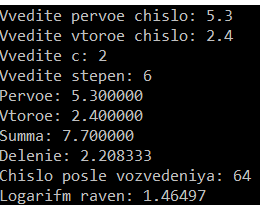 Vvedite pervoe chislo: 5.3
Vvedite vtoroe chislo: 2.4
Vvedite c: 2
Vvedite stepen: 6
Pervoe: 5.300000
Vtoroe: 2.400000
Summa: 7.700000
Delenie: 2.208333
Chislo posle vozvedeniya: 64
Logarifm raven: 1.46497